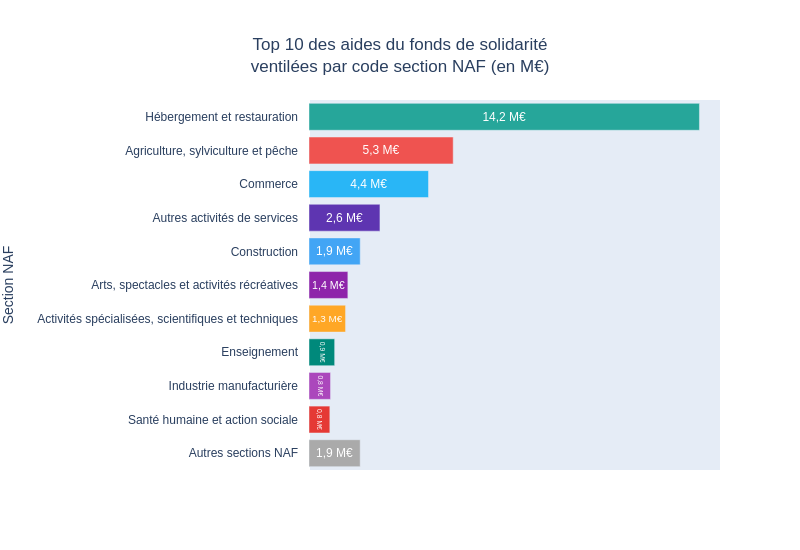 Top 10 des aides du fonds de solidarité
ventilées par code section NAF (en M€)
Section NAF
Hébergement et restauration
14,2 M€
Agriculture, sylviculture et pêche
5,3 M€
Commerce
4,4 M€
Autres activités de services
2,6 M€
Construction
1,9 M€
Arts, spectacles et activités récréatives
1,4 M€
Activités spécialisées, scientifiques et techniques
1,3 M€
Enseignement
0,9 M€
Industrie manufacturière
0,8 M€
Santé humaine et action sociale
0,8 M€
Autres sections NAF
1,9 M€